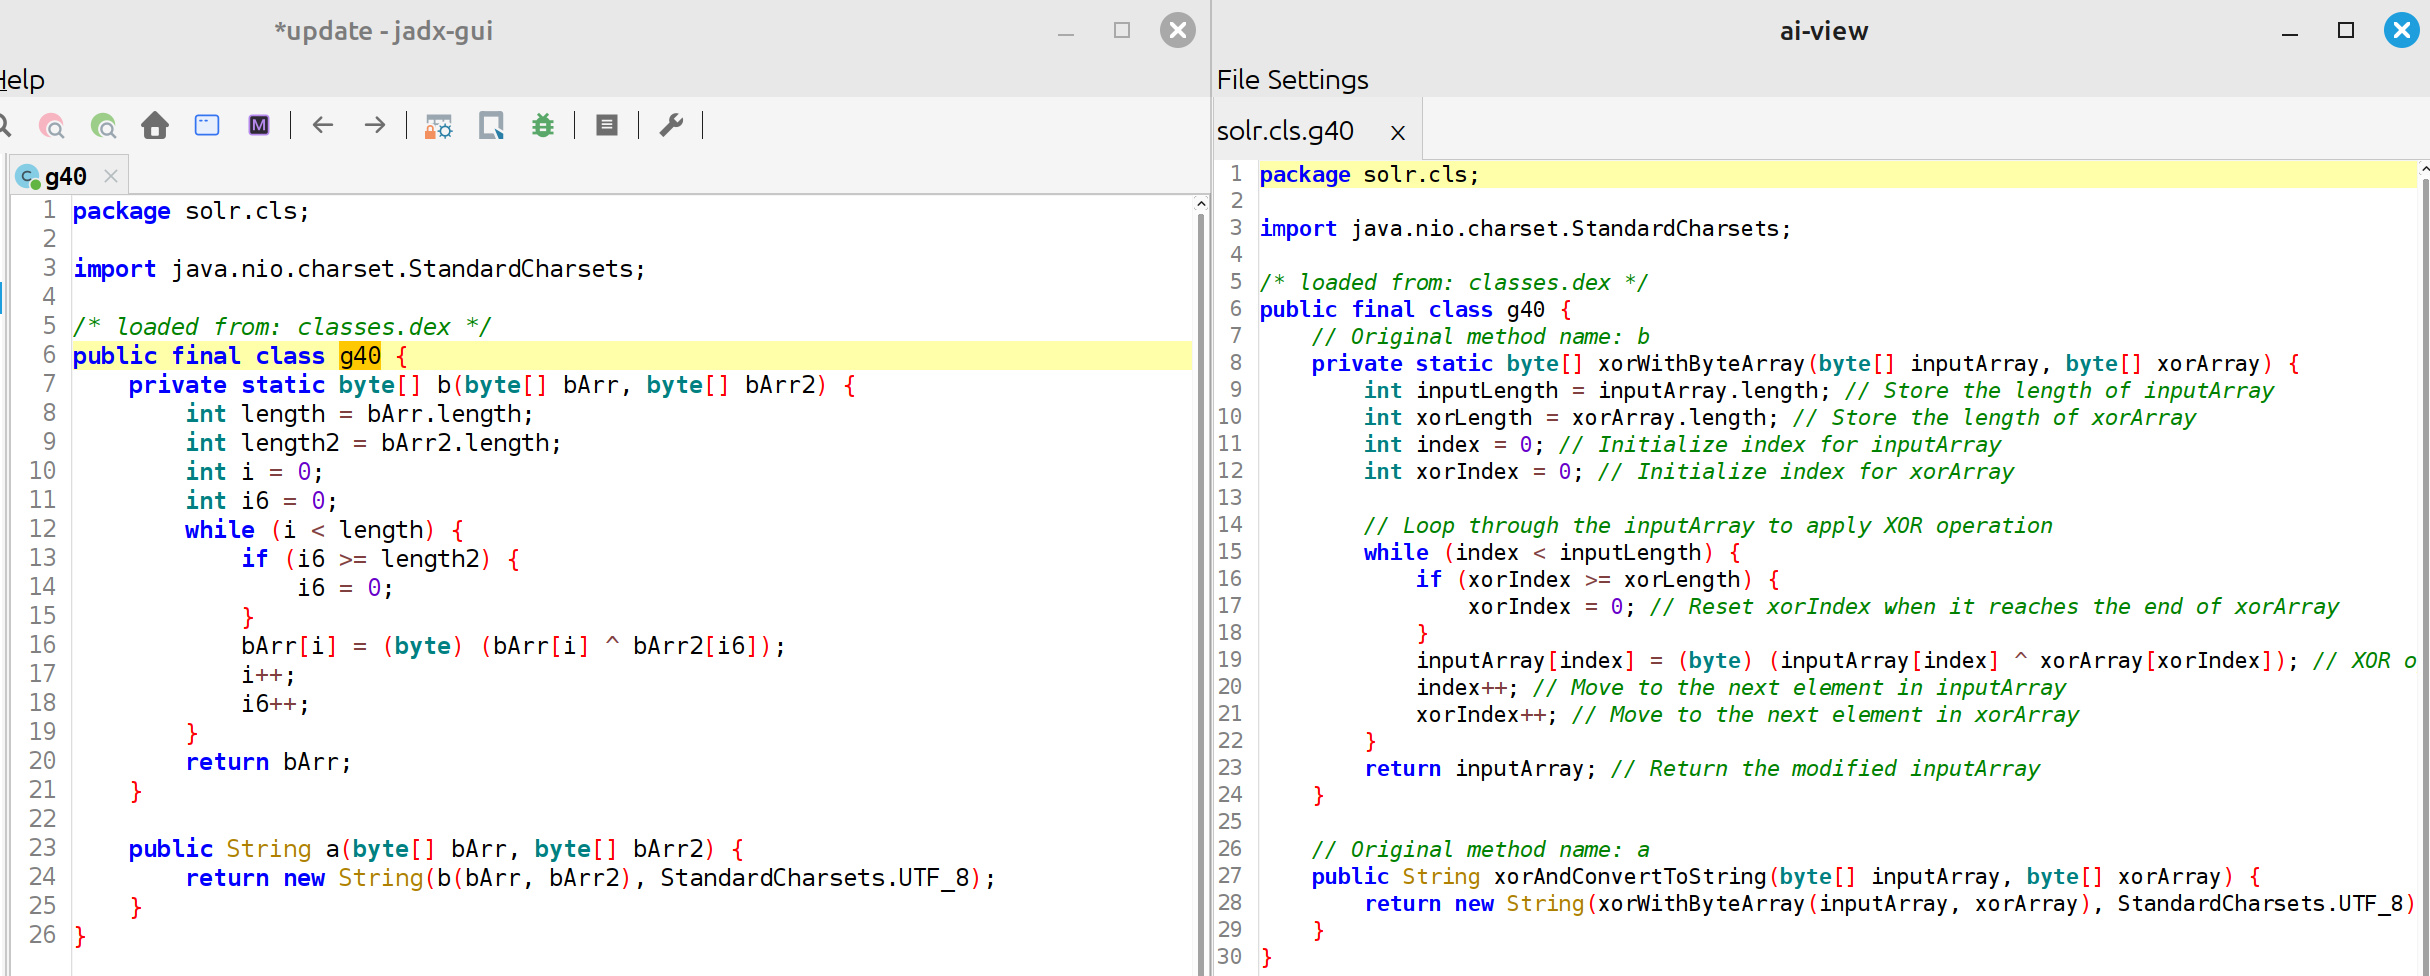 *update - jadx-gui
Help
g40
1 package solr.cls;
2
3 import java.nio.charset.StandardCharsets;
4
5 /* loaded from: classes.dex */
6 public final class g40 {
7     private static byte[] b(byte[] bArr, byte[] bArr2) {
8         int length = bArr.length;
9         int length2 = bArr2.length;
10         int i = 0;
11         int i6 = 0;
12         while (i < length) {
13             if (i6 >= length2) {
14                 i6 = 0;
15             }
16             bArr[i] = (byte) (bArr[i] ^ bArr2[i6]);
17             i++;
18             i6++;
19         }
20         return bArr;
21     }
22
23     public String a(byte[] bArr, byte[] bArr2) {
24         return new String(b(bArr, bArr2), StandardCharsets.UTF_8);
25     }
26 }
ai-view
File Settings
solr.cls.g40 x
1 package solr.cls;
2
3 import java.nio.charset.StandardCharsets;
4
5 /* loaded from: classes.dex */
6 public final class g40 {
7     // Original method name: b
8     private static byte[] xorWithByteArray(byte[] inputArray, byte[] xorArray) {
9         int inputLength = inputArray.length; // Store the length of inputArray
10         int xorLength = xorArray.length; // Store the length of xorArray
11         int index = 0; // Initialize index for inputArray
12         int xorIndex = 0; // Initialize index for xorArray
13
14         // Loop through the inputArray to apply XOR operation
15         while (index < inputLength) {
16             if (xorIndex >= xorLength) {
17                 xorIndex = 0; // Reset xorIndex when it reaches the end of xorArray
18             }
19             inputArray[index] = (byte) (inputArray[index] ^ xorArray[xorIndex]); // XOR o
20             index++; // Move to the next element in inputArray
21             xorIndex++; // Move to the next element in xorArray
22         }
23         return inputArray; // Return the modified inputArray
24     }
25
26     // Original method name: a
27     public String xorAndConvertToString(byte[] inputArray, byte[] xorArray) {
28         return new String(xorWithByteArray(inputArray, xorArray), StandardCharsets.UTF_8)
29     }
30 }